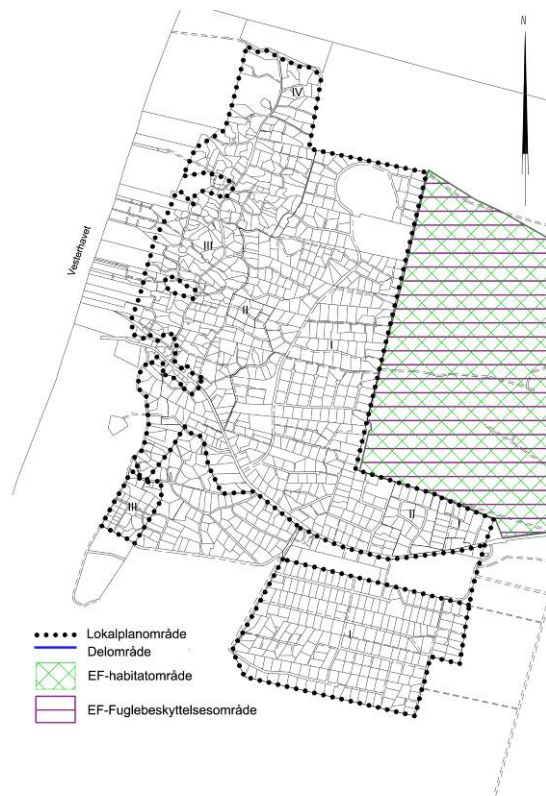 N
IV
Vesterhavet
III
II
I
III
II
I
I
Lokalplanområde
Delområde
EF-habitatområde
EF-Fuglebeskyttelsesområde